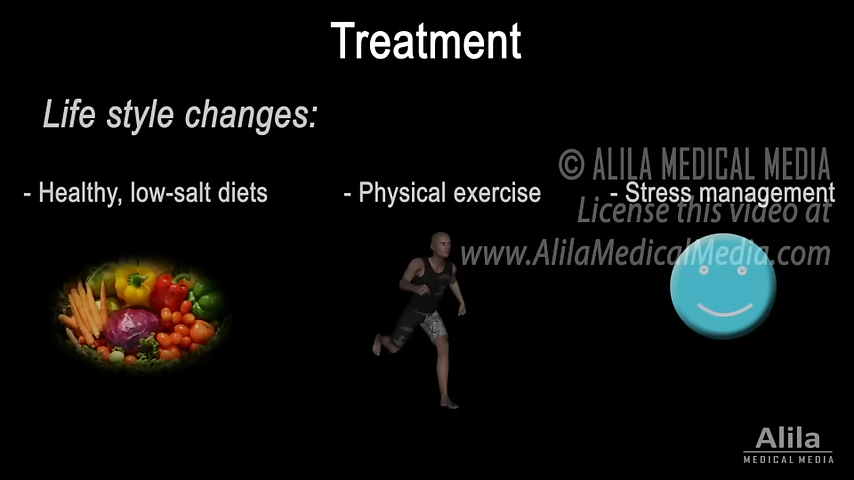 Treatment
Life style changes:
© ALILA MEDICAL MEDIA
- Healthy, low-salt diets
- Physical exercise
- Stress management
License this video at
www.AlilaMedicalMedia.com
Alila
MEDICAL MEDIA